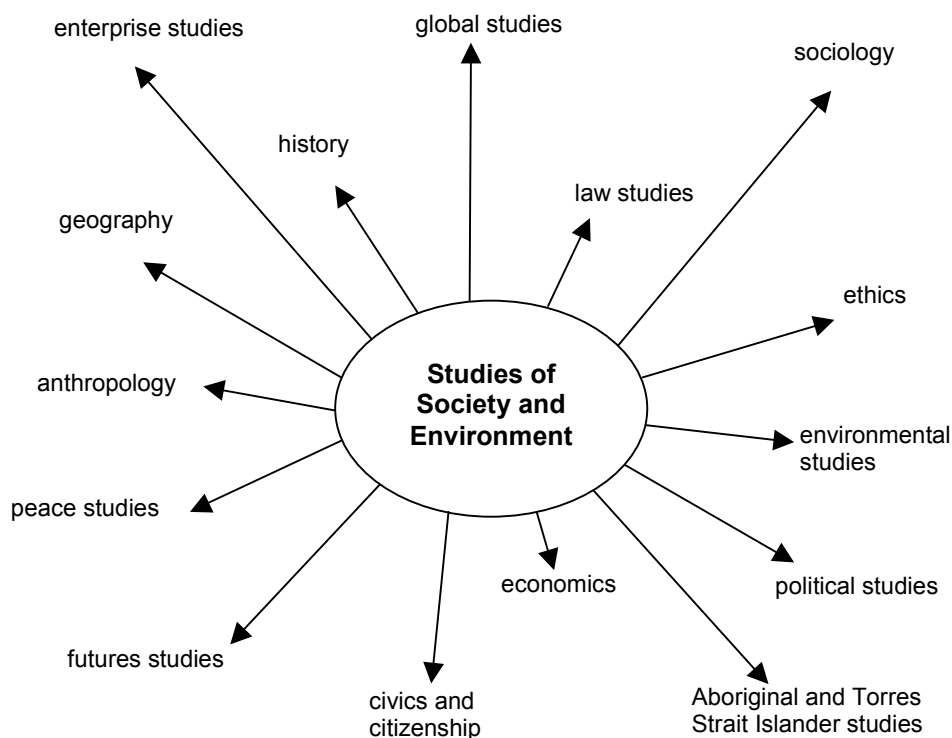 enterprise studies
global studies
sociology
history
law studies
geography
ethics
Studies of
Society and
Environment
anthropology
environmental
studies
peace studies
economics
political studies
futures studies
civics and
citizenship
Aboriginal and Torres
Strait Islander studies